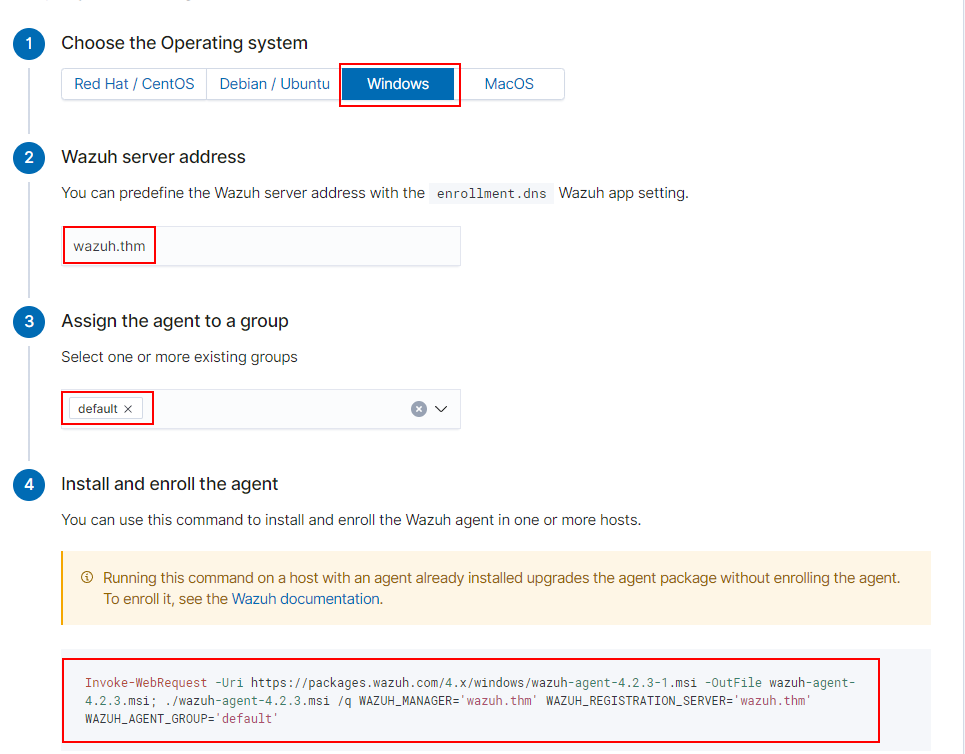 1 Choose the Operating system
Red Hat / CentOS Debian / Ubuntu Windows MacOS
2 Wazuh server address
You can predefine the Wazuh server address with the enrollment.dns Wazuh app setting.
wazuh.thm
3 Assign the agent to a group
Select one or more existing groups
default ×
4 Install and enroll the agent
You can use this command to install and enroll the Wazuh agent in one or more hosts.
Running this command on a host with an agent already installed upgrades the agent package without enrolling the agent.
To enroll it, see the Wazuh documentation.
Invoke-WebRequest -Uri https://packages.wazuh.com/4.x/windows/wazuh-agent-4.2.3-1.msi -OutFile wazuh-agent-
4.2.3.msi; ./wazuh-agent-4.2.3.msi /q WAZUH_MANAGER='wazuh.thm' WAZUH_REGISTRATION_SERVER='wazuh.thm'
WAZUH_AGENT_GROUP='default'